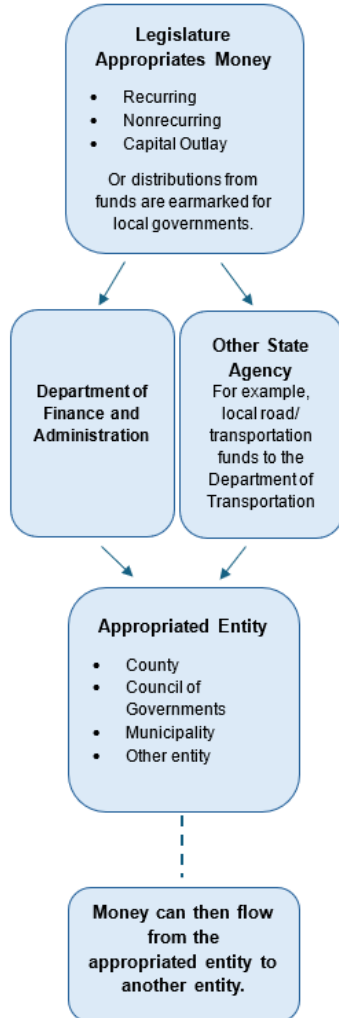 Legislature
Appropriates Money
• Recurring
• Nonrecurring
• Capital Outlay
Or distributions from
funds are earmarked for
local governments.
Department of
Finance and
Administration
Other State
Agency
For example,
local road/
transportation
funds to the
Department of
Transportation
Appropriated Entity
• County
• Council of
Governments
• Municipality
• Other entity
Money can then flow
from the
appropriated entity to
another entity.